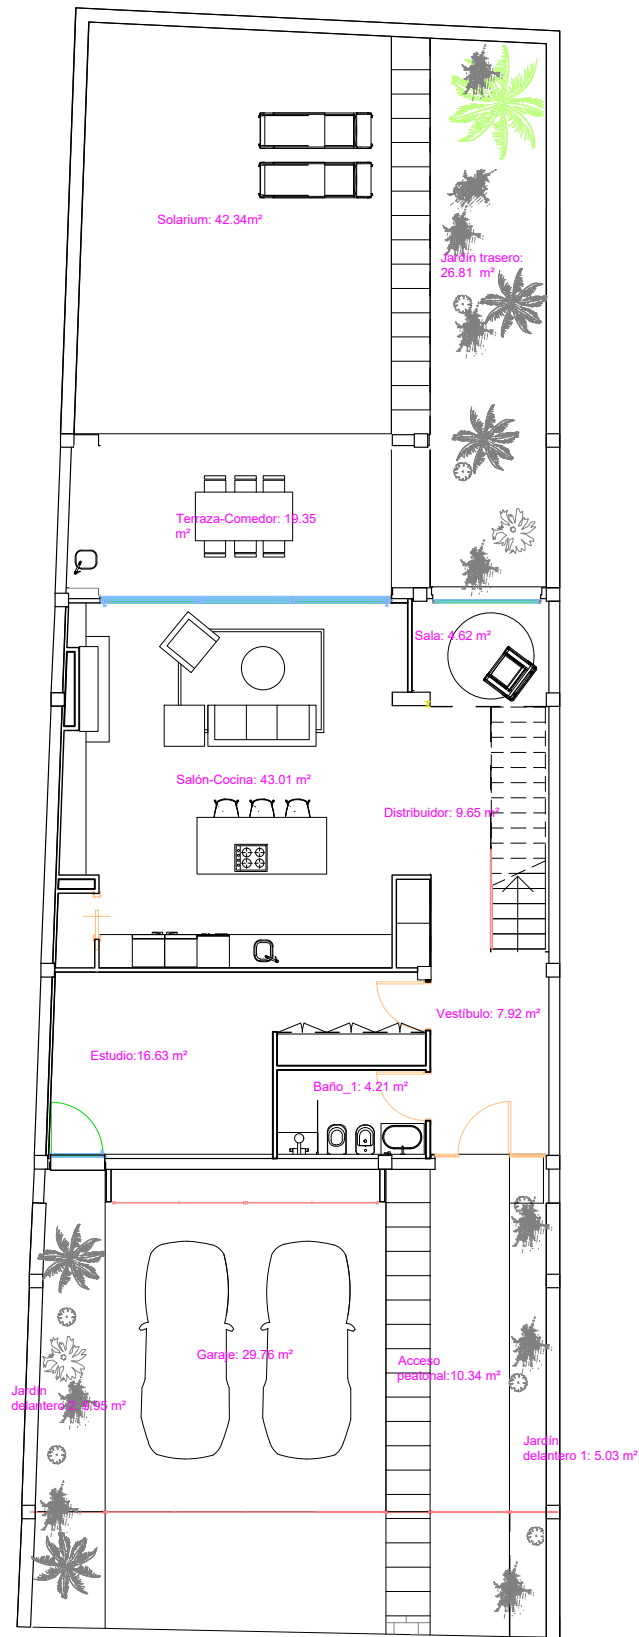 Solarium: 42.34m²
Jardín trasero:
26.81  m²
Terraza-Comedor: 19.35
m²
Sala: 4.62 m²
Salón-Cocina: 43.01 m²
Distribuidor: 9.65 m²
Vestíbulo: 7.92 m²
Estudio:16.63 m²
Baño_1: 4.21 m²
Garaje: 29.76 m²
Acceso
peatonal:10.34 m²
Jardín
delantero 2: 9.95 m²
Jardín
delantero 1: 5.03 m²